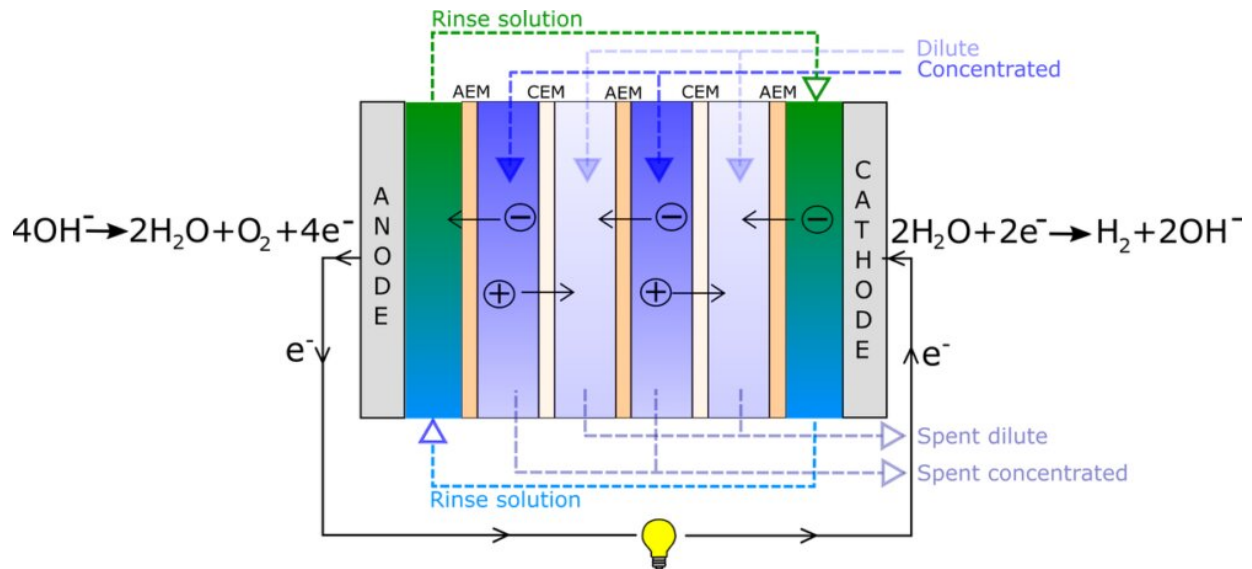 Rinse solution
Dilute
Concentrated
AEM CEM AEM CEM AEM
ANODE
CATHODE
4OH⁻→2H₂O+O₂+4e⁻
2H₂O+2e⁻→H₂+2OH⁻
e⁻
e⁻
Spent dilute
Spent concentrated
Rinse solution